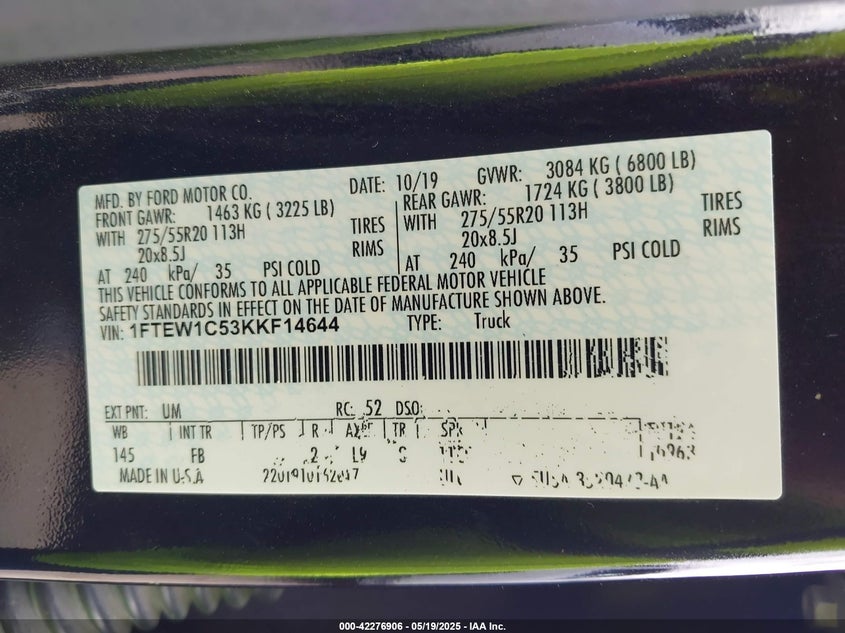 MFD. BY FORD MOTOR CO. DATE: 10/19 GVWR: 3084 KG ( 6800 LB)
FRONT GAWR: 1463 KG ( 3225 LB) REAR GAWR: 1724 KG ( 3800 LB)
WITH 275/55R20 113H TIRES WITH 275/55R20 113H TIRES
20x8.5J RIMS 20x8.5J RIMS
AT 240 kPa/ 35 PSI COLD AT 240 kPa/ 35 PSI COLD
THIS VEHICLE CONFORMS TO ALL APPLICABLE FEDERAL MOTOR VEHICLE
SAFETY STANDARDS IN EFFECT ON THE DATE OF MANUFACTURE SHOWN ABOVE.
VIN: 1FTEW1C53KKF14644 TYPE: Truck
EXT PNT: UM RC: 52 DSO:
WB INT TR TP/PS R AXLE TR SPR
145 FB L9
MADE IN U.S.A
000-42276906 - 05/19/2025 - IAA Inc.